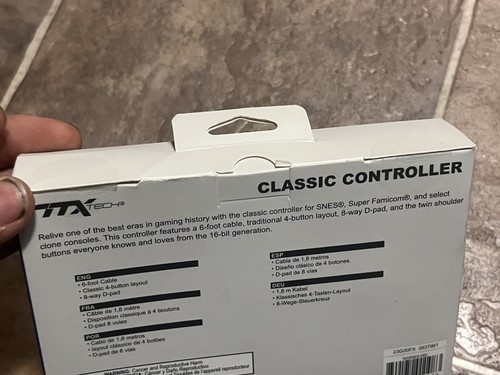 CLASSIC CONTROLLER
TTX TECH®
Relive one of the best eras in gaming history with the classic controller for SNES®, Super Famicom®, and select
clone consoles. This controller features a 6-foot cable, traditional 4-button layout, 8-way D-pad, and the twin shoulder
buttons everyone knows and loves from the 16-bit generation.
ENG
• 6-foot Cable
• Classic 4-button layout
• 8-way D-pad
FRA
• Câble de 1,8 mètre
• Disposition classique à 4 boutons
• D-pad 8 voies
POR
• Cabo de 1,8 metros
• layout clássico de 4 botões
• D-pad de 8 vias
ESP
• Cable de 1,8 metros
• Diseño clásico de 4 botones.
• D-pad de 8 vías
DEU
• 1,8 m Kabel
• Klassisches 4-Tasten-Layout
• 8-Wege-Steuerkreuz
WARNING: Cancer and Reproductive Harm